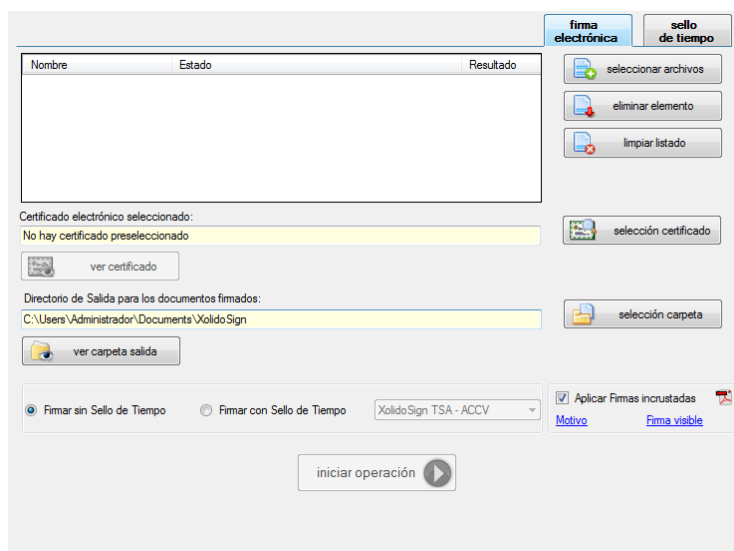 firma
electrónica
sello
de tiempo
Nombre Estado Resultado
seleccionar archivos
eliminar elemento
limpiar listado
Certificado electrónico seleccionado:
No hay certificado preseleccionado
selección certificado
ver certificado
Directorio de Salida para los documentos firmados:
C:\Users\Administrador\Documents\XolidoSign
selección carpeta
ver carpeta salida
Aplicar Firmas incrustadas
Firmar sin Sello de Tiempo Firmar con Sello de Tiempo XolidoSign TSA - ACCV
Motivo Firma visible
iniciar operación